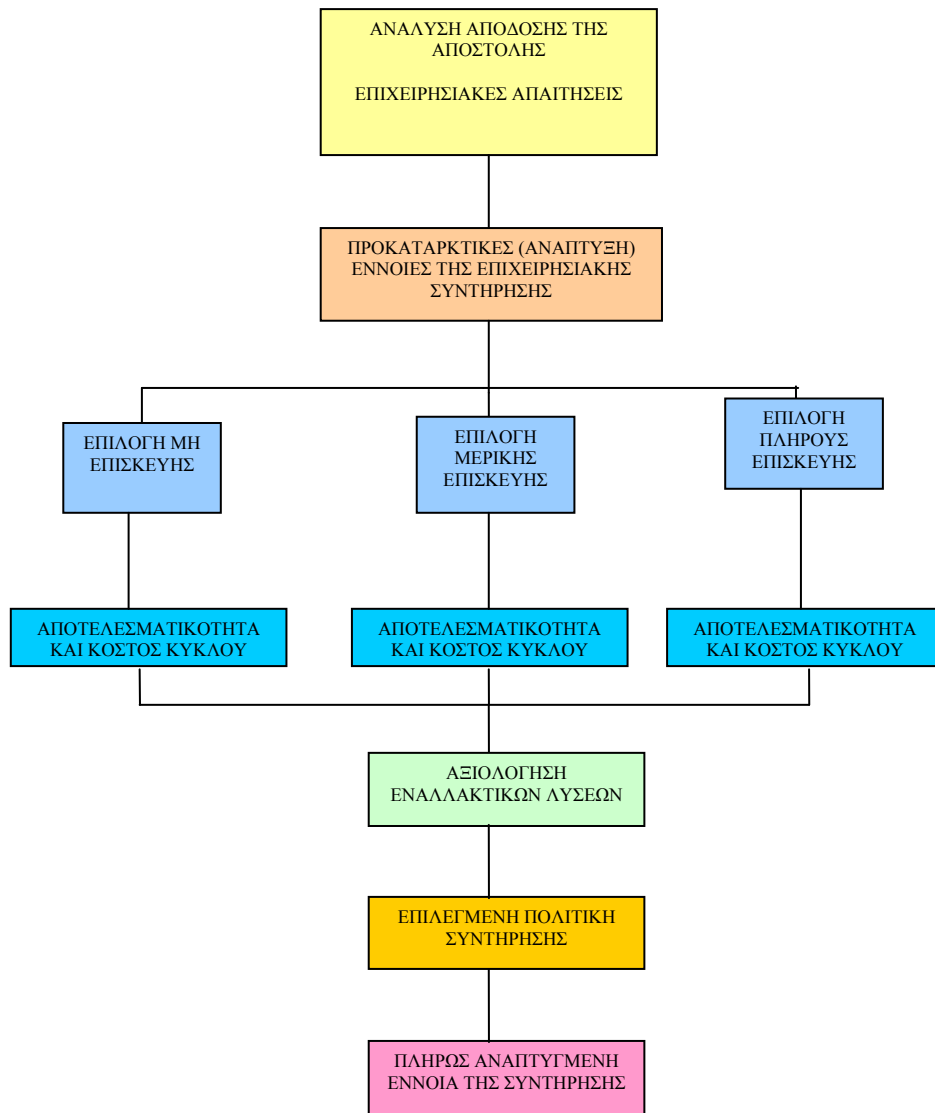 ΑΝΑΛΥΣΗ ΑΠΟΔΟΣΗΣ ΤΗΣ
ΑΠΟΣΤΟΛΗΣ
ΕΠΙΧΕΙΡΗΣΙΑΚΕΣ ΑΠΑΙΤΗΣΕΙΣ
ΠΡΟΚΑΤΑΡΚΤΙΚΕΣ (ΑΝΑΠΤΥΞΗ)
ΕΝΝΟΙΕΣ ΤΗΣ ΕΠΙΧΕΙΡΗΣΙΑΚΗΣ
ΣΥΝΤΗΡΗΣΗΣ
ΕΠΙΛΟΓΗ ΜΗ
ΕΠΙΣΚΕΥΗΣ
ΕΠΙΛΟΓΗ
ΜΕΡΙΚΗΣ
ΕΠΙΣΚΕΥΗΣ
ΕΠΙΛΟΓΗ
ΠΛΗΡΟΥΣ
ΕΠΙΣΚΕΥΗΣ
ΑΠΟΤΕΛΕΣΜΑΤΙΚΟΤΗΤΑ
ΚΑΙ ΚΟΣΤΟΣ ΚΥΚΛΟΥ
ΑΠΟΤΕΛΕΣΜΑΤΙΚΟΤΗΤΑ
ΚΑΙ ΚΟΣΤΟΣ ΚΥΚΛΟΥ
ΑΠΟΤΕΛΕΣΜΑΤΙΚΟΤΗΤΑ
ΚΑΙ ΚΟΣΤΟΣ ΚΥΚΛΟΥ
ΑΞΙΟΛΟΓΗΣΗ
ΕΝΑΛΛΑΚΤΙΚΩΝ ΛΥΣΕΩΝ
ΕΠΙΛΕΓΜΕΝΗ ΠΟΛΙΤΙΚΗ
ΣΥΝΤΗΡΗΣΗΣ
ΠΛΗΡΩΣ ΑΝΑΠΤΥΓΜΕΝΗ
ΕΝΝΟΙΑ ΤΗΣ ΣΥΝΤΗΡΗΣΗΣ